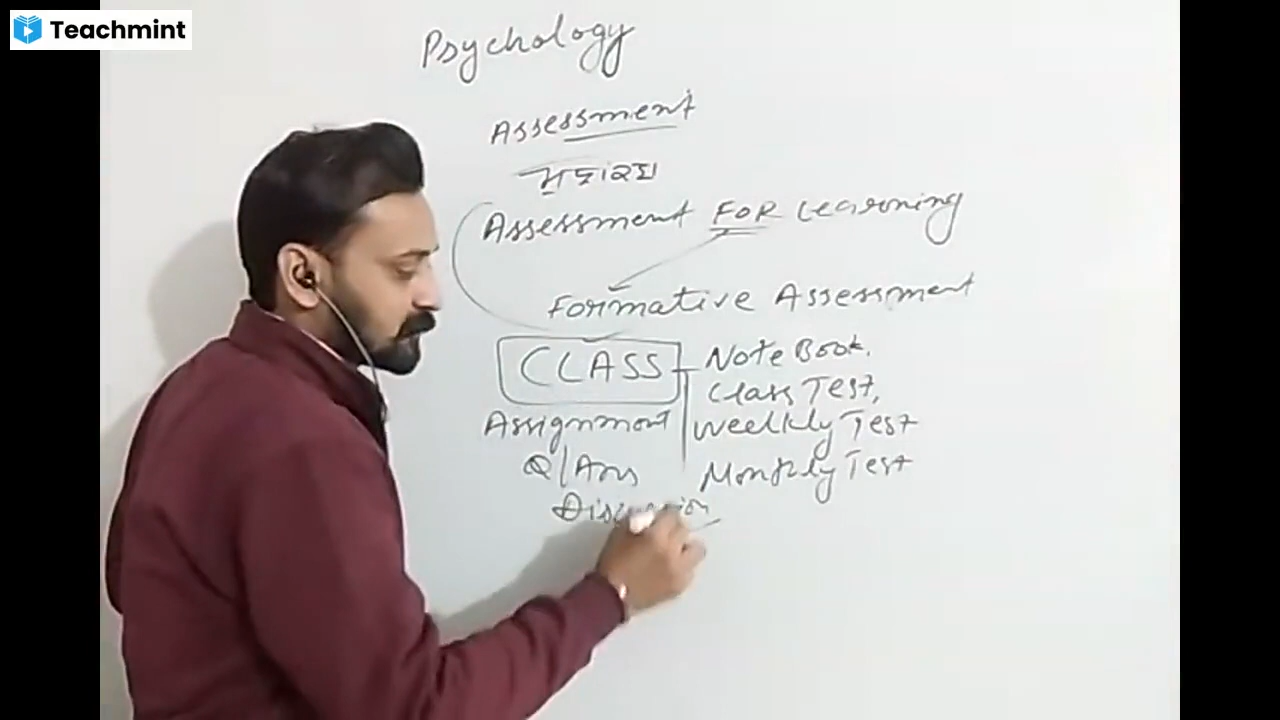 Teachmint
Psychology
Assessment
Assessment FOR Learning
Formative Assessment
CLASS
Note Book.
Class Test,
Assignment
Weekly Test
Q/Ans
Monthly Test
Discussion